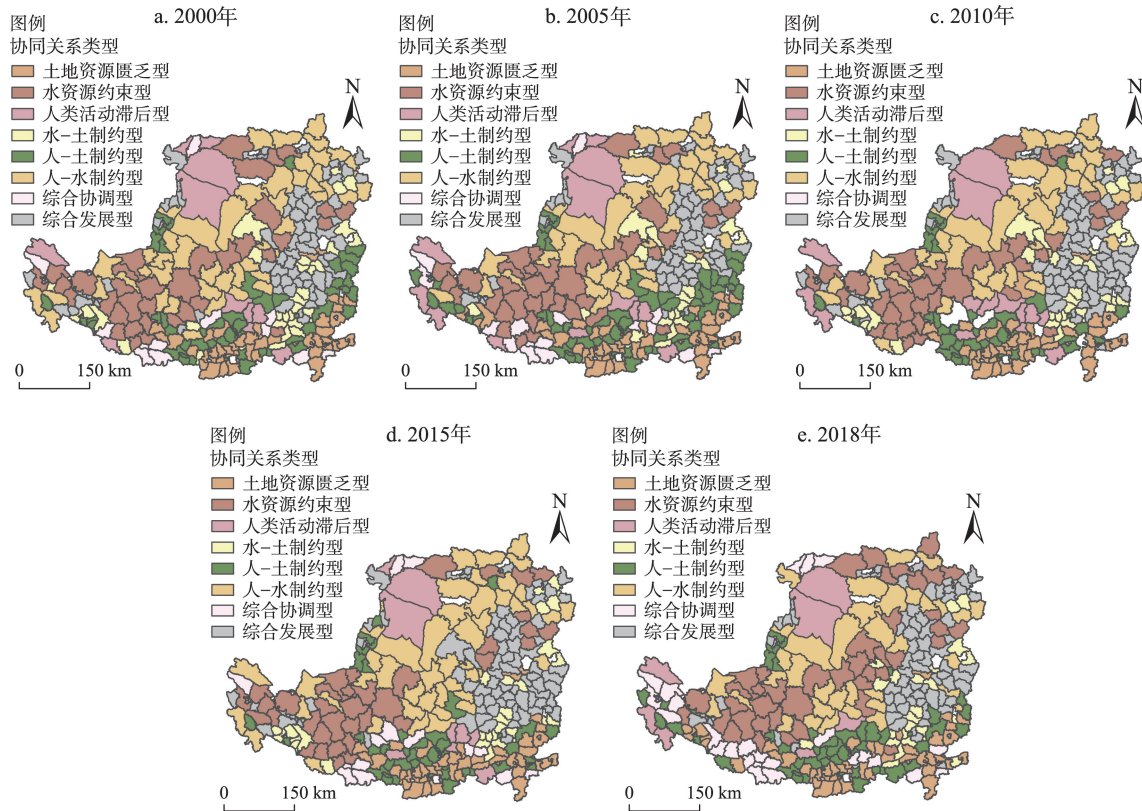 a. 2000年
图例
协同关系类型
土地资源匮乏型
水资源约束型
人类活动滞后型
水-土制约型
人-土制约型
人-水制约型
综合协调型
综合发展型
N
0 150 km
b. 2005年
图例
协同关系类型
土地资源匮乏型
水资源约束型
人类活动滞后型
水-土制约型
人-土制约型
人-水制约型
综合协调型
综合发展型
N
0 150 km
c. 2010年
图例
协同关系类型
土地资源匮乏型
水资源约束型
人类活动滞后型
水-土制约型
人-土制约型
人-水制约型
综合协调型
综合发展型
N
0 150 km
d. 2015年
图例
协同关系类型
土地资源匮乏型
水资源约束型
人类活动滞后型
水-土制约型
人-土制约型
人-水制约型
综合协调型
综合发展型
N
0 150 km
e. 2018年
图例
协同关系类型
土地资源匮乏型
水资源约束型
人类活动滞后型
水-土制约型
人-土制约型
人-水制约型
综合协调型
综合发展型
N
0 150 km